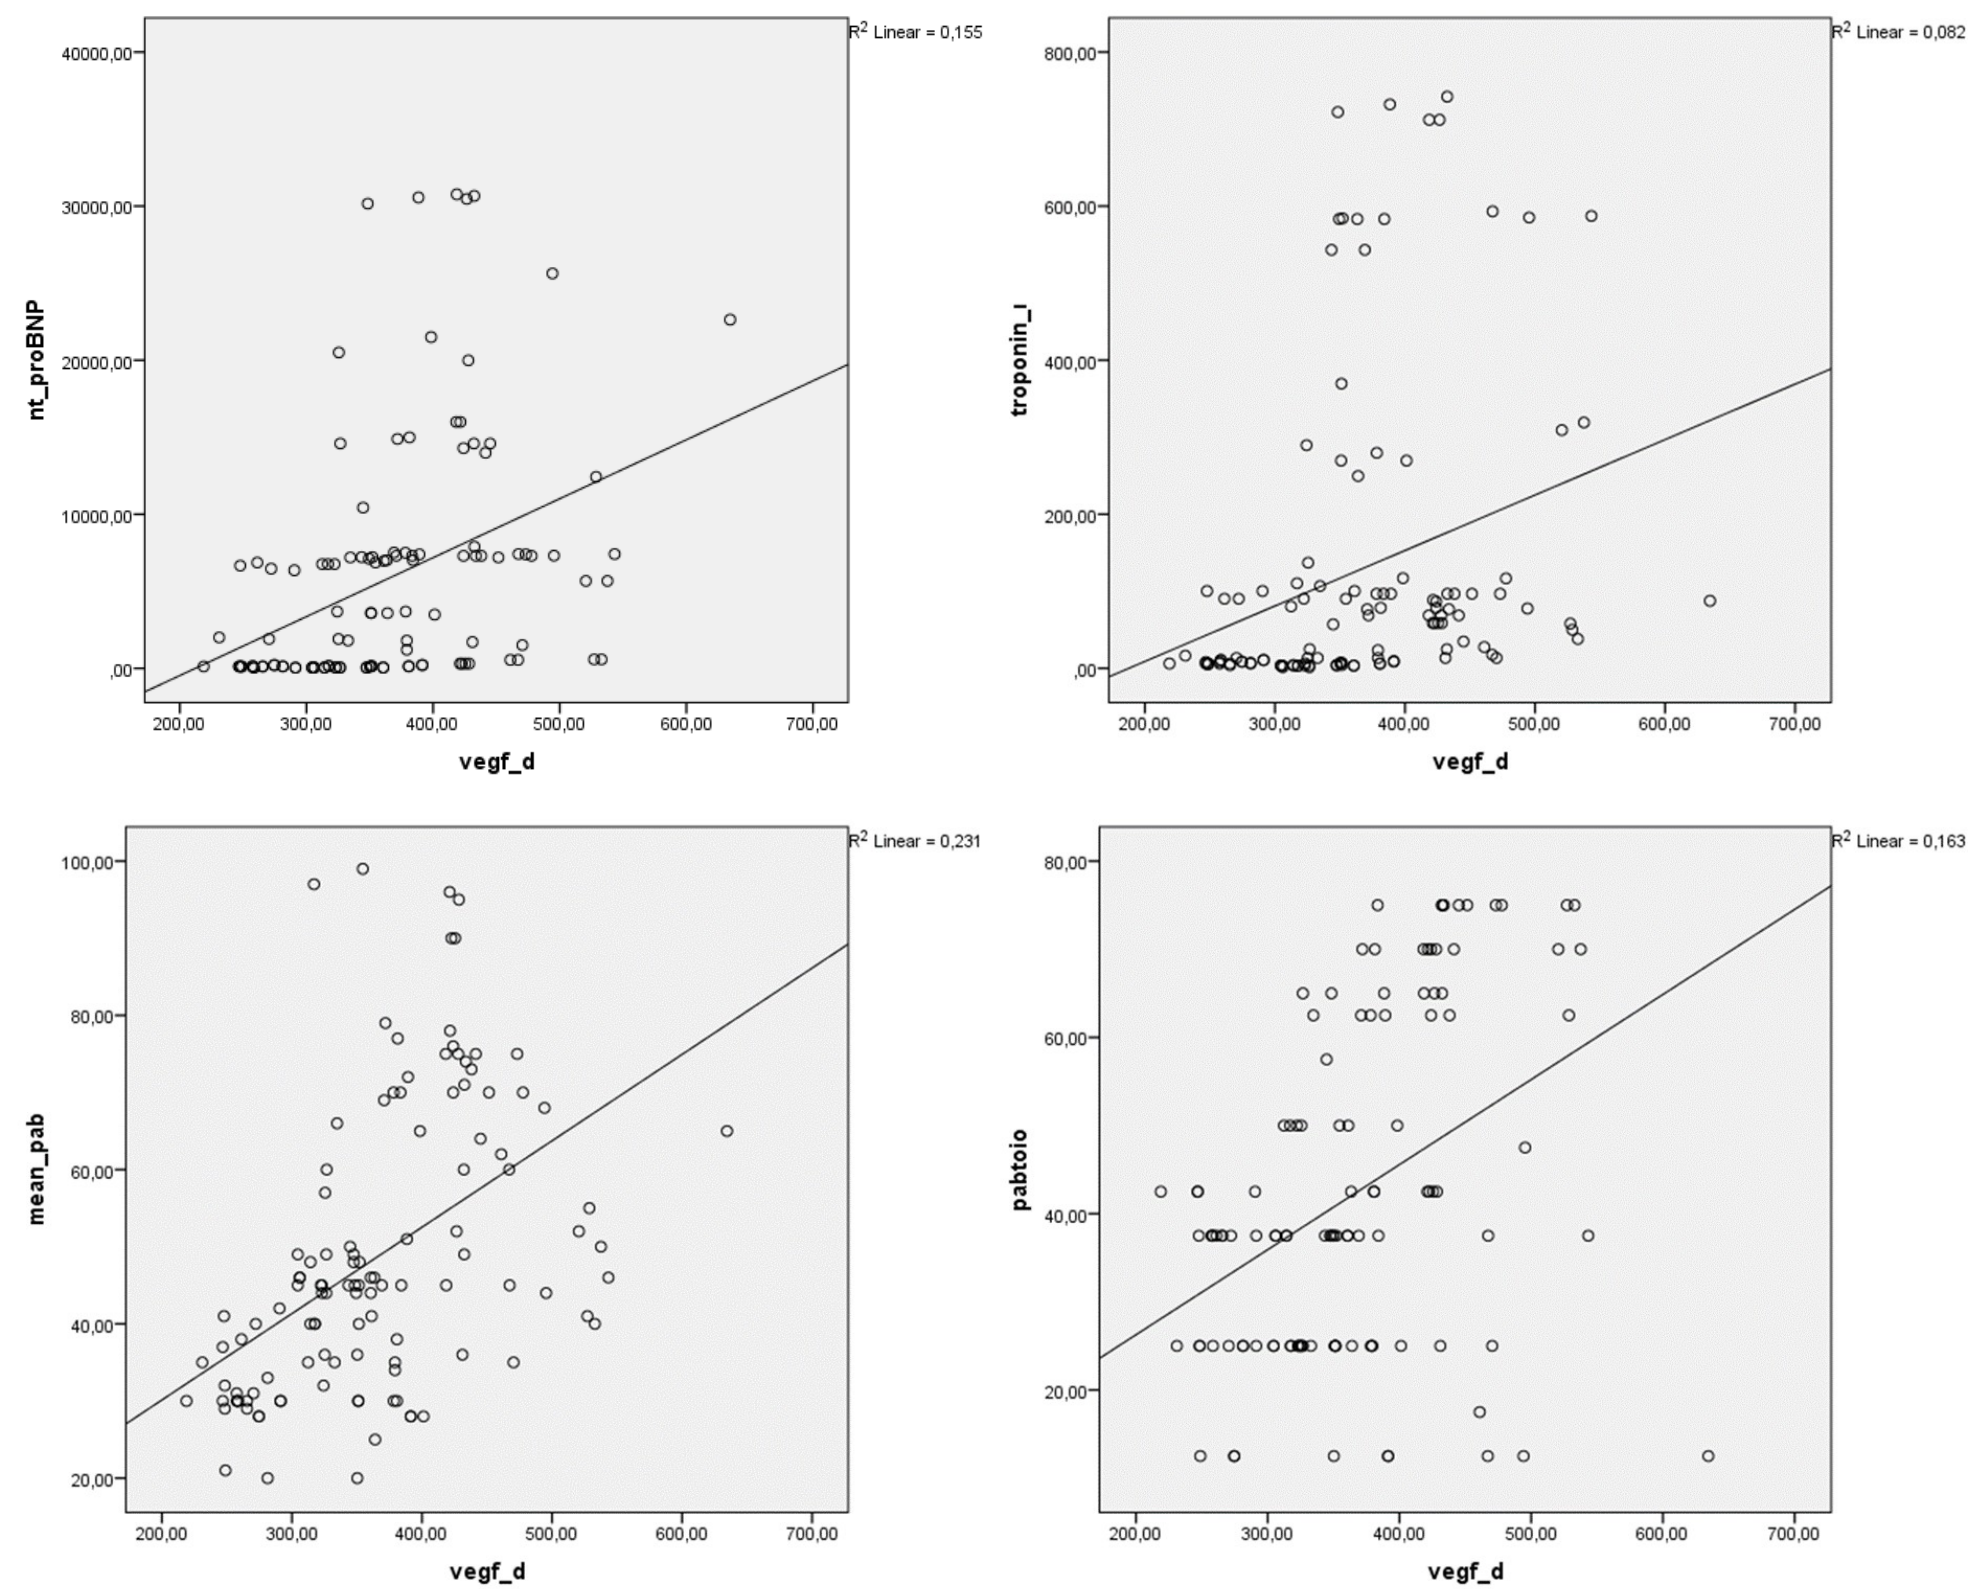 R² Linear = 0,155
40000,00
30000,00
20000,00
10000,00
,00
nt_proBNP
200,00 300,00 400,00 500,00 600,00 700,00
vegf_d
R² Linear = 0,082
800,00
600,00
400,00
200,00
,00
troponin_ı
200,00 300,00 400,00 500,00 600,00 700,00
vegf_d
R² Linear = 0,231
100,00
80,00
60,00
40,00
20,00
mean_pab
200,00 300,00 400,00 500,00 600,00 700,00
vegf_d
R² Linear = 0,163
80,00
60,00
40,00
20,00
pabtoio
200,00 300,00 400,00 500,00 600,00 700,00
vegf_d